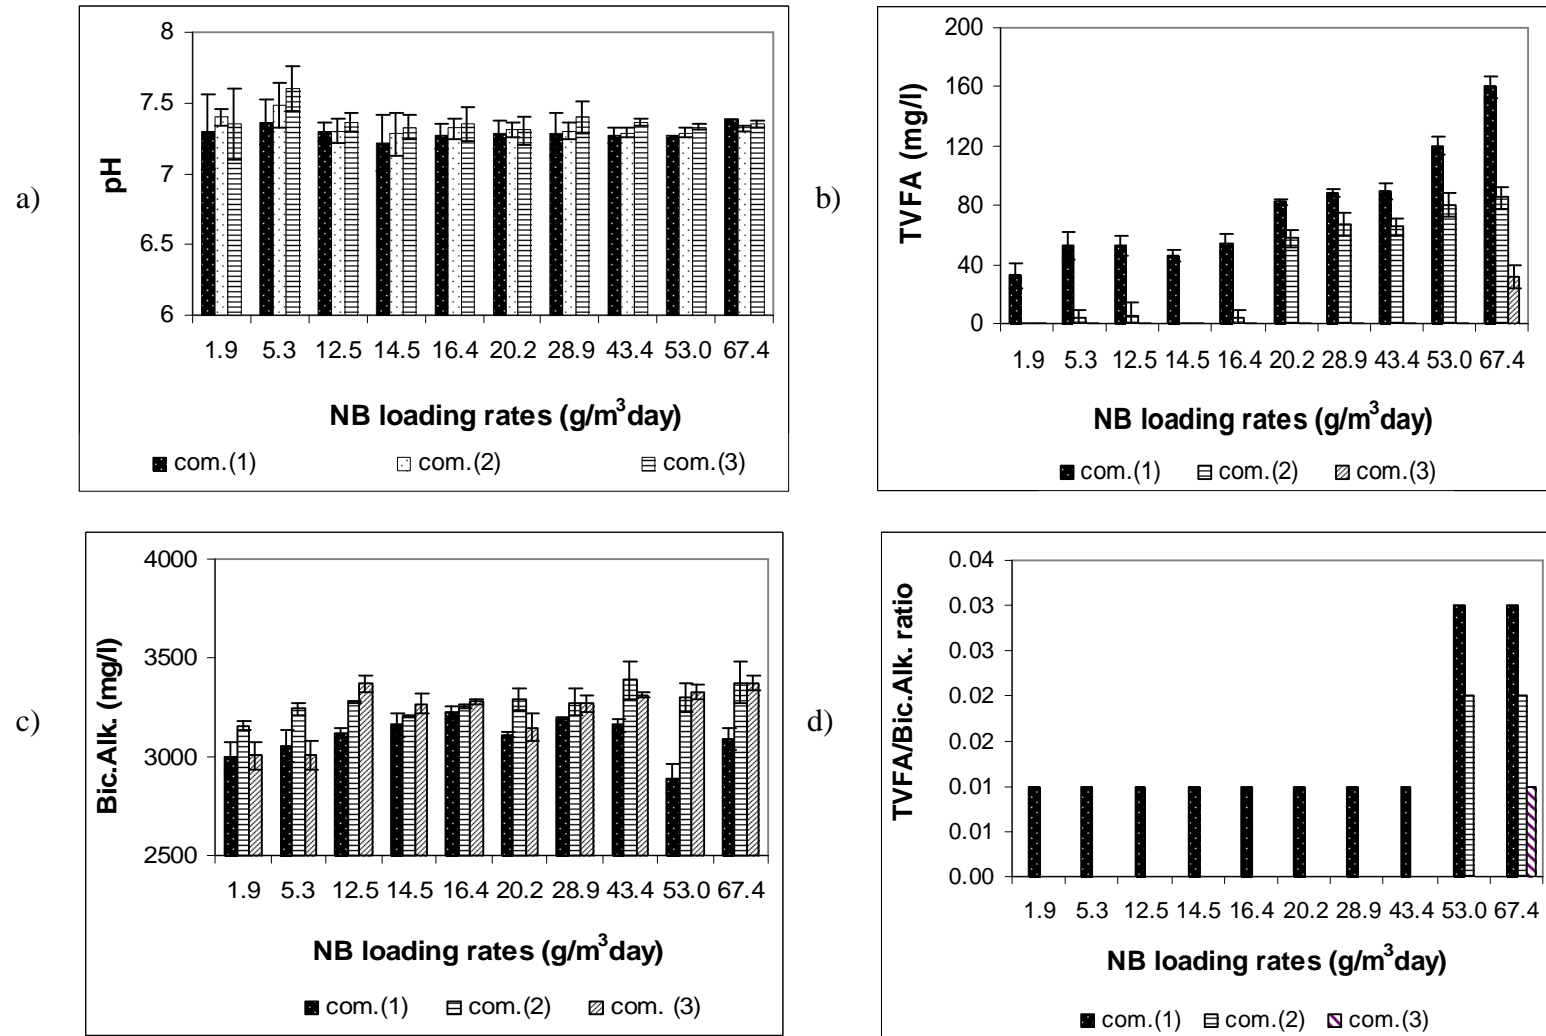 a)
pH
8
7.5
7
6.5
6
1.9 5.3 12.5 14.5 16.4 20.2 28.9 43.4 53.0 67.4
NB loading rates (g/m³day)
com.(1) com.(2) com.(3)
b)
TVFA (mg/l)
200
160
120
80
40
0
1.9 5.3 12.5 14.5 16.4 20.2 28.9 43.4 53.0 67.4
NB loading rates (g/m³day)
com.(1) com.(2) com.(3)
c)
Bic.Alk. (mg/l)
4000
3500
3000
2500
1.9 5.3 12.5 14.5 16.4 20.2 28.9 43.4 53.0 67.4
NB loading rates (g/m³day)
com.(1) com.(2) com. (3)
d)
TVFA/Bic.Alk. ratio
0.04
0.03
0.03
0.02
0.02
0.01
0.01
0.00
1.9 5.3 12.5 14.5 16.4 20.2 28.9 43.4 53.0 67.4
NB loading rates (g/m³day)
com.(1) com.(2) com.(3)